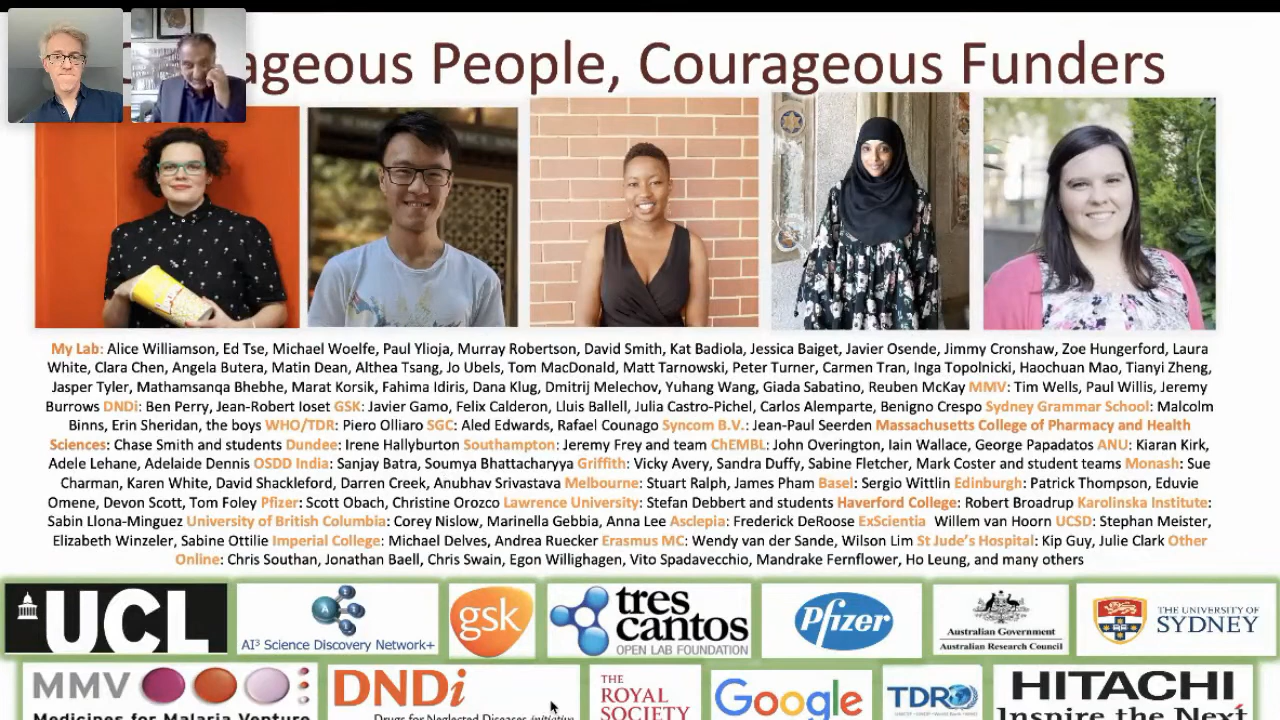 ageous People, Courageous Funders
My Lab: Alice Williamson, Ed Tse, Michael Woelfe, Paul Ylioja, Murray Robertson, David Smith, Kat Badiola, Jessica Baiget, Javier Osende, Jimmy Cronshaw, Zoe Hungerford, Laura
White, Clara Chen, Angela Butera, Matin Dean, Althea Tsang, Jo Ubels, Tom MacDonald, Matt Tarnowski, Peter Turner, Carmen Tran, Inga Topolnicki, Haochuan Mao, Tianyi Zheng,
Jasper Tyler, Mathamsanqa Bhebhe, Marat Korsik, Fahima Idiris, Dana Klug, Dmitrij Melechov, Yuhang Wang, Giada Sabatino, Reuben McKay MMV: Tim Wells, Paul Willis, Jeremy
Burrows DNDi: Ben Perry, Jean-Robert Ioset GSK: Javier Gamo, Felix Calderon, Lluis Ballell, Julia Castro-Pichel, Carlos Alemparte, Benigno Crespo Sydney Grammar School: Malcolm
Binns, Erin Sheridan, the boys WHO/TDR: Piero Olliaro SGC: Aled Edwards, Rafael Counago Syncom B.V.: Jean-Paul Seerden Massachusetts College of Pharmacy and Health
Sciences: Chase Smith and students Dundee: Irene Hallyburton Southampton: Jeremy Frey and team ChEMBL: John Overington, Iain Wallace, George Papadatos ANU: Kiaran Kirk,
Adele Lehane, Adelaide Dennis OSDD India: Sanjay Batra, Soumya Bhattacharyya Griffith: Vicky Avery, Sandra Duffy, Sabine Fletcher, Mark Coster and student teams Monash: Sue
Charman, Karen White, David Shackleford, Darren Creek, Anubhav Srivastava Melbourne: Stuart Ralph, James Pham Basel: Sergio Wittlin Edinburgh: Patrick Thompson, Eduvie
Omene, Devon Scott, Tom Foley Pfizer: Scott Obach, Christine Orozco Lawrence University: Stefan Debbert and students Haverford College: Robert Broadrup Karolinska Institute:
Sabin Llona-Minguez University of British Columbia: Corey Nislow, Marinella Gebbia, Anna Lee Asclepia: Frederick DeRoose ExScientia Willem van Hoorn UCSD: Stephan Meister,
Elizabeth Winzeler, Sabine Ottilie Imperial College: Michael Delves, Andrea Ruecker Erasmus MC: Wendy van der Sande, Wilson Lim St Jude's Hospital: Kip Guy, Julie Clark Other
Online: Chris Southan, Jonathan Baell, Chris Swain, Egon Willighagen, Vito Spadavecchio, Mandrake Fernflower, Ho Leung, and many others
UCL
AI³ Science Discovery Network+
gsk
tres
cantos
OPEN LAB FOUNDATION
Pfizer
Australian Government
Australian Research Council
THE UNIVERSITY OF
SYDNEY
MMV
Medicines for Malaria Venture
DNDi
Drugs for Neglected Diseases initiative
THE
ROYAL
SOCIETY
Google
TDR
HITACHI
Inspire the Next